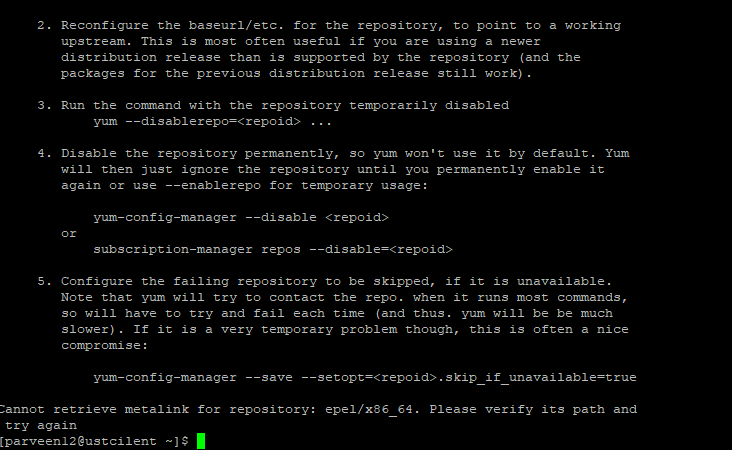 2. Reconfigure the baseurl/etc. for the repository, to point to a working
upstream. This is most often useful if you are using a newer
distribution release than is supported by the repository (and the
packages for the previous distribution release still work).
3. Run the command with the repository temporarily disabled
yum --disablerepo=<repoid> ...
4. Disable the repository permanently, so yum won't use it by default. Yum
will then just ignore the repository until you permanently enable it
again or use --enablerepo for temporary usage:
yum-config-manager --disable <repoid>
or
subscription-manager repos --disable=<repoid>
5. Configure the failing repository to be skipped, if it is unavailable.
Note that yum will try to contact the repo. when it runs most commands,
so will have to try and fail each time (and thus. yum will be be much
slower). If it is a very temporary problem though, this is often a nice
compromise:
yum-config-manager --save --setopt=<repoid>.skip_if_unavailable=true
Cannot retrieve metalink for repository: epel/x86_64. Please verify its path and
try again
[parveen12@ustcilent ~]$